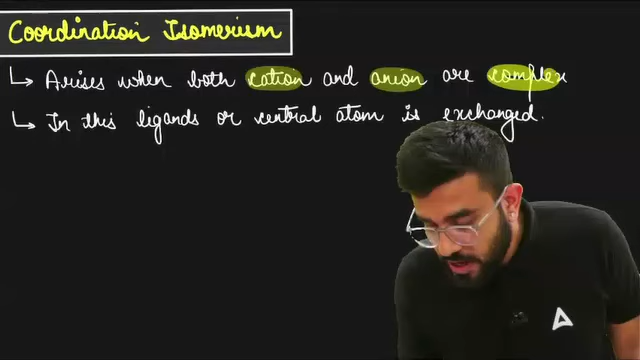 Coordination Isomerism
↳ Arises when both cation and anion are complex
↳ In this ligands or central atom is exchanged.